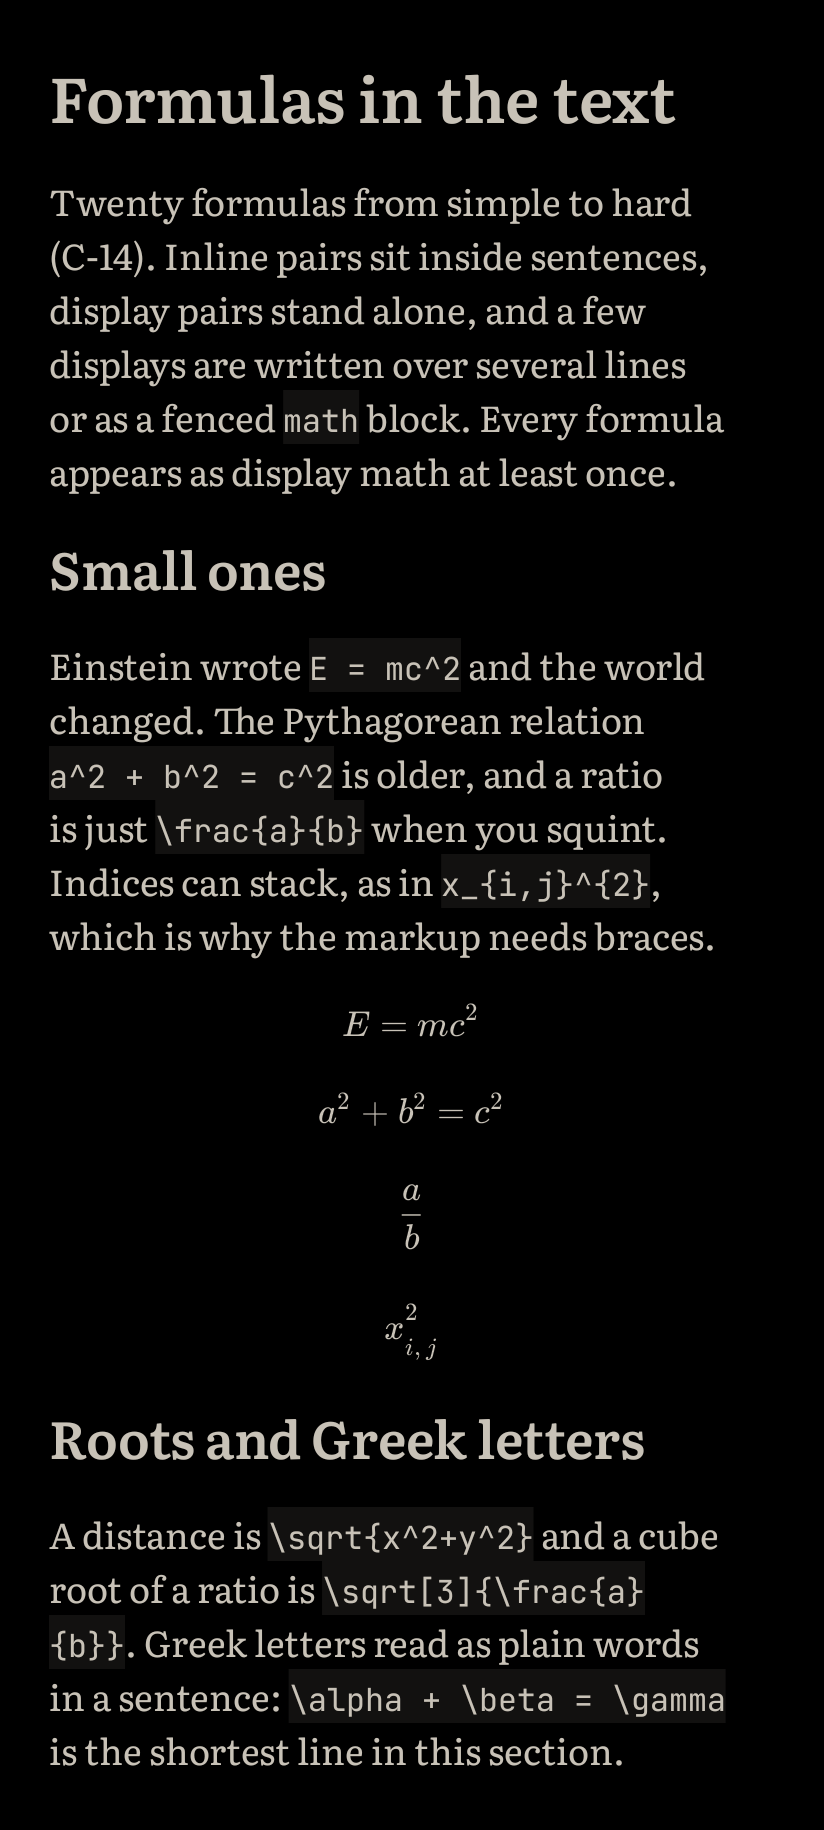 Formulas in the text
Twenty formulas from simple to hard
(C-14). Inline pairs sit inside sentences,
display pairs stand alone, and a few
displays are written over several lines
or as a fenced math block. Every formula
appears as display math at least once.
Small ones
Einstein wrote E = mc^2 and the world
changed. The Pythagorean relation
a^2 + b^2 = c^2 is older, and a ratio
is just \frac{a}{b} when you squint.
Indices can stack, as in x_{i,j}^{2},
which is why the markup needs braces.
E = mc²
a² + b² = c²
a
b
x²ᵢ,ⱼ
Roots and Greek letters
A distance is \sqrt{x^2+y^2} and a cube
root of a ratio is \sqrt[3]{\frac{a}
{b}}. Greek letters read as plain words
in a sentence: \alpha + \beta = \gamma
is the shortest line in this section.